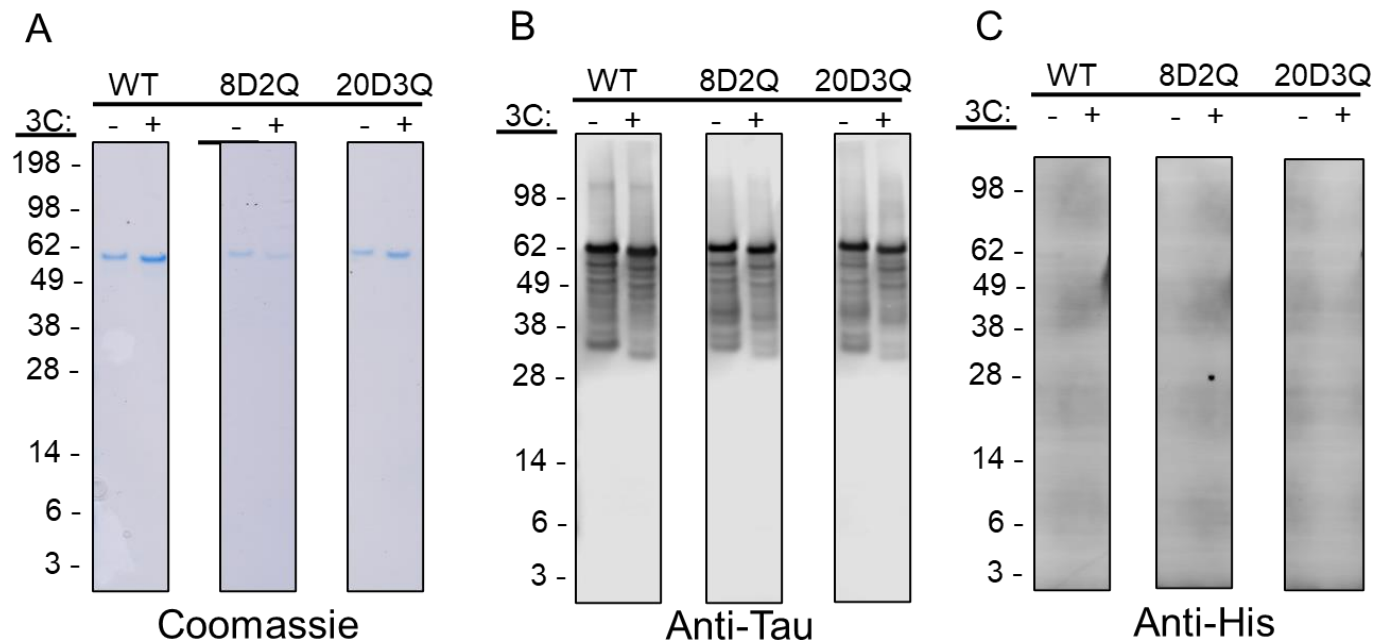 A
WT 8D2Q 20D3Q
3C: - + - + - +
198 -
98 -
62 -
49 -
38 -
28 -
14 -
6 -
3 -
Coomassie
B
WT 8D2Q 20D3Q
3C: - + - + - +
98 -
62 -
49 -
38 -
28 -
14 -
6 -
3 -
Anti-Tau
C
WT 8D2Q 20D3Q
3C: - + - + - +
98 -
62 -
49 -
38 -
28 -
14 -
6 -
3 -
Anti-His